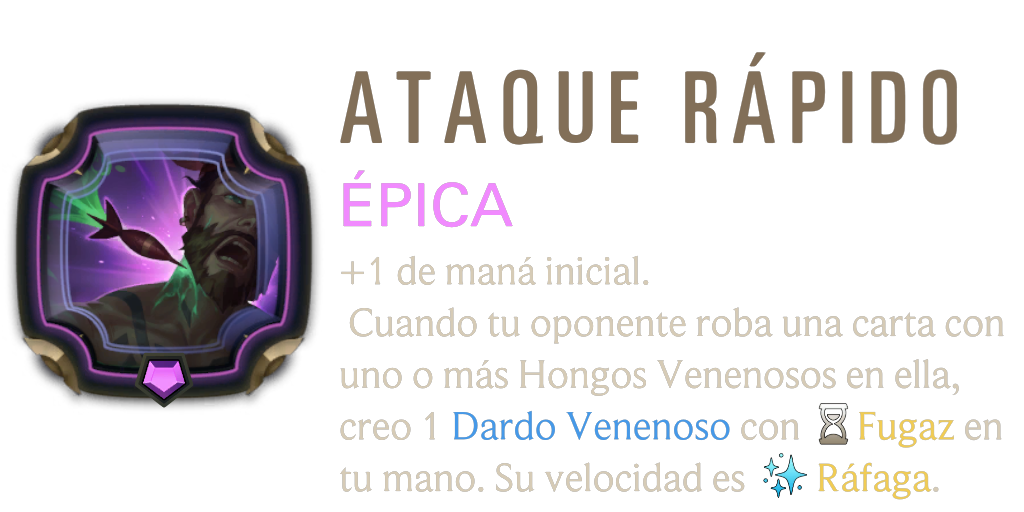 ATAQUE RÁPIDO
ÉPICA
+1 de maná inicial.
Cuando tu oponente roba una carta con
uno o más Hongos Venenosos en ella,
creo 1 Dardo Venenoso con Fugaz en
tu mano. Su velocidad es Ráfaga.